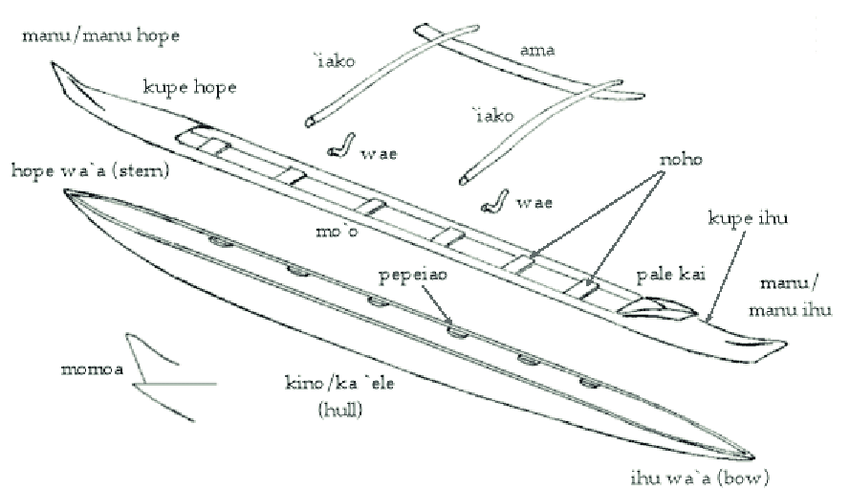 manu/manu hope
ama
`iako
kupe hope
`iako
wae
noho
hope wa`a (stern)
wae
kupe ihu
mo`o
pale kai
pepeiao
manu/
manu ihu
momoa
kino/ka `ele
(hull)
ihu wa`a (bow)